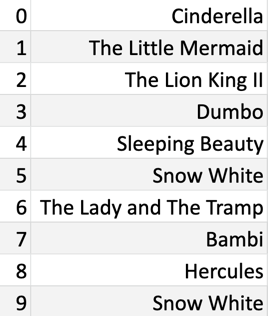 0 Cinderella
1 The Little Mermaid
2 The Lion King II
3 Dumbo
4 Sleeping Beauty
5 Snow White
6 The Lady and The Tramp
7 Bambi
8 Hercules
9 Snow White